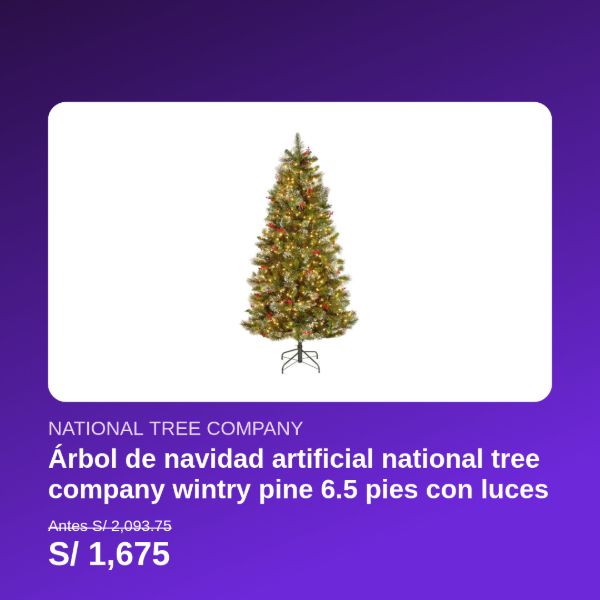 NATIONAL TREE COMPANY
Árbol de navidad artificial national tree
company wintry pine 6.5 pies con luces
Antes S/ 2,093.75
S/ 1,675